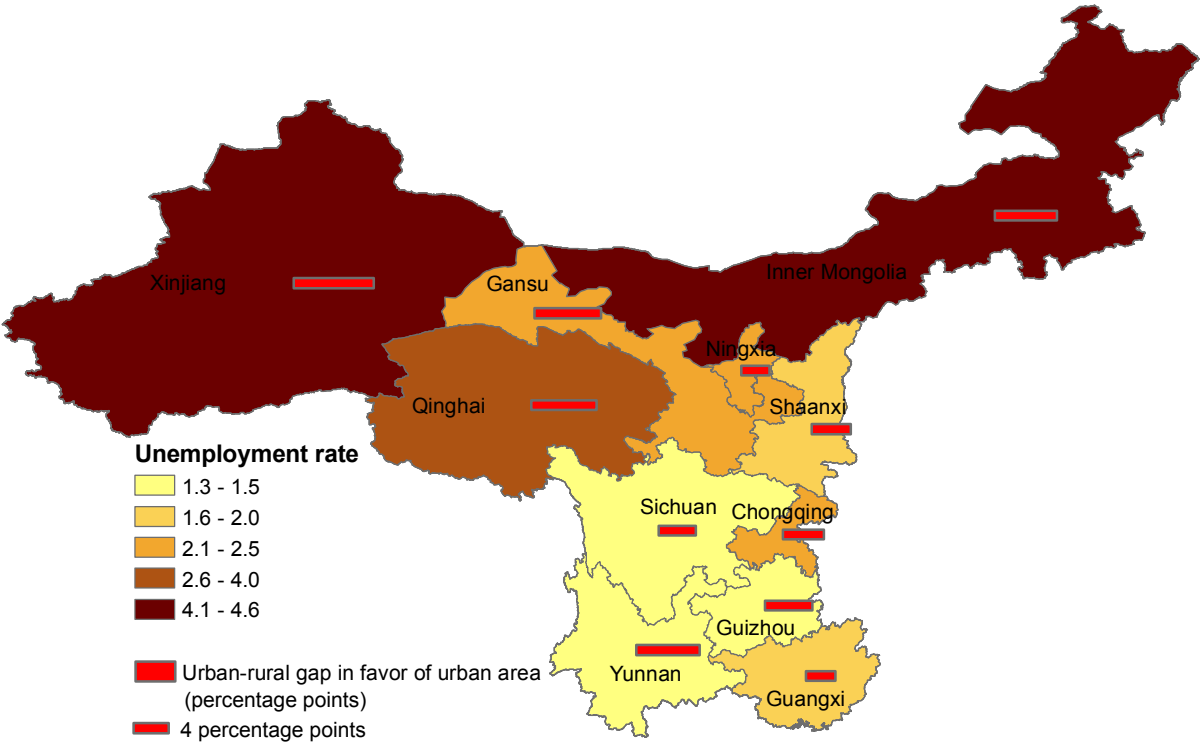 Xinjiang
Gansu
Inner Mongolia
Ningxia
Qinghai
Shaanxi
Unemployment rate
1.3 - 1.5
1.6 - 2.0
2.1 - 2.5
2.6 - 4.0
4.1 - 4.6
Sichuan
Chongqing
Guizhou
Yunnan
Guangxi
Urban-rural gap in favor of urban area
(percentage points)
4 percentage points